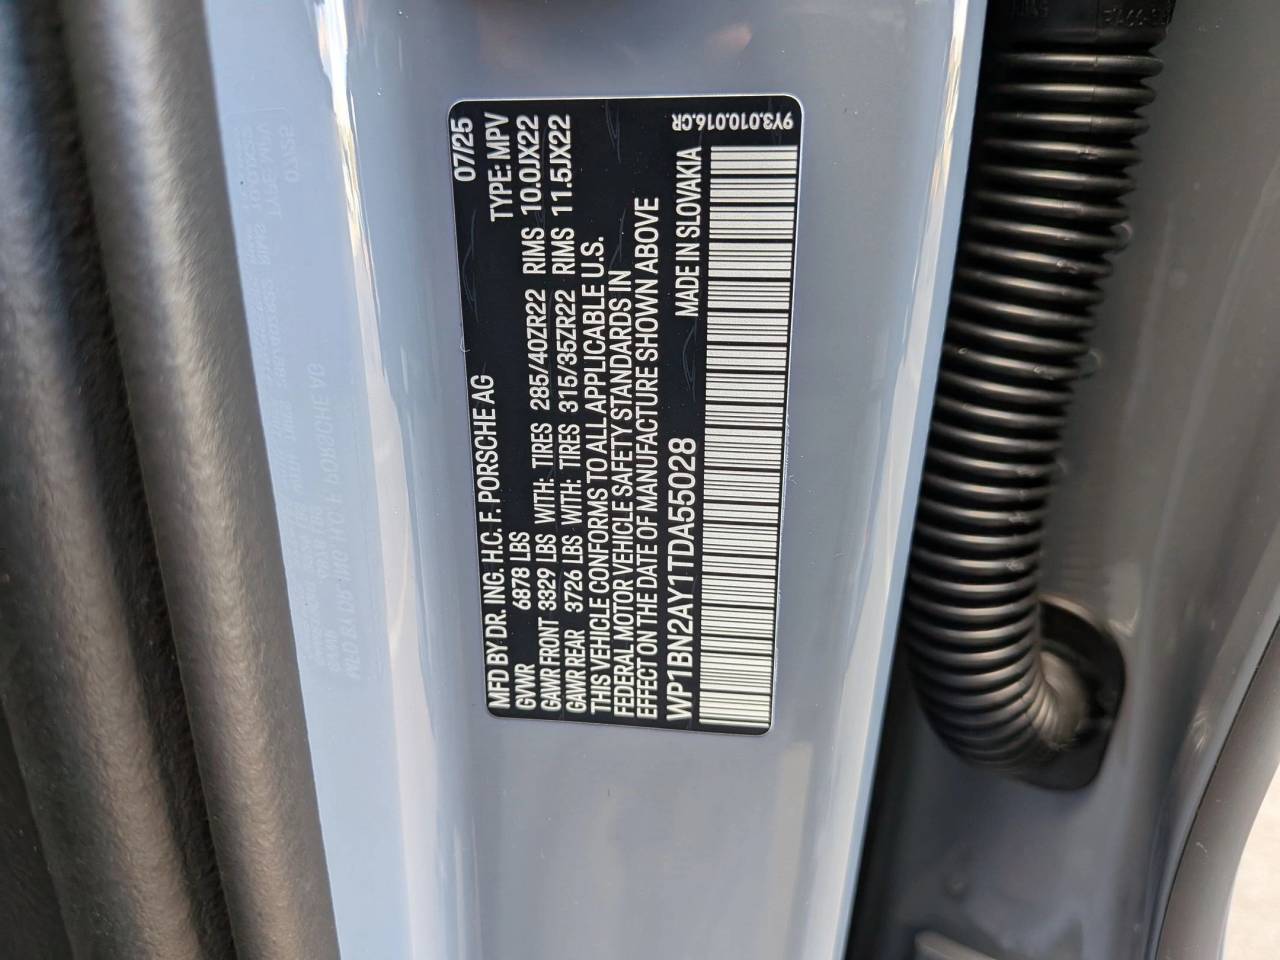 07/25
MFD BY DR. ING. H.C. F. PORSCHE AG TYPE: MPV
GVWR 6878 LBS
GAWR FRONT 3329 LBS WITH: TIRES 285/40ZR22 RIMS 10.0JX22
GAWR REAR 3726 LBS WITH: TIRES 315/35ZR22 RIMS 11.5JX22
THIS VEHICLE CONFORMS TO ALL APPLICABLE U.S.
FEDERAL MOTOR VEHICLE SAFETY STANDARDS IN
EFFECT ON THE DATE OF MANUFACTURE SHOWN ABOVE
WP1BN2AY1TDA55028 MADE IN SLOVAKIA
9Y3.010.016.CR